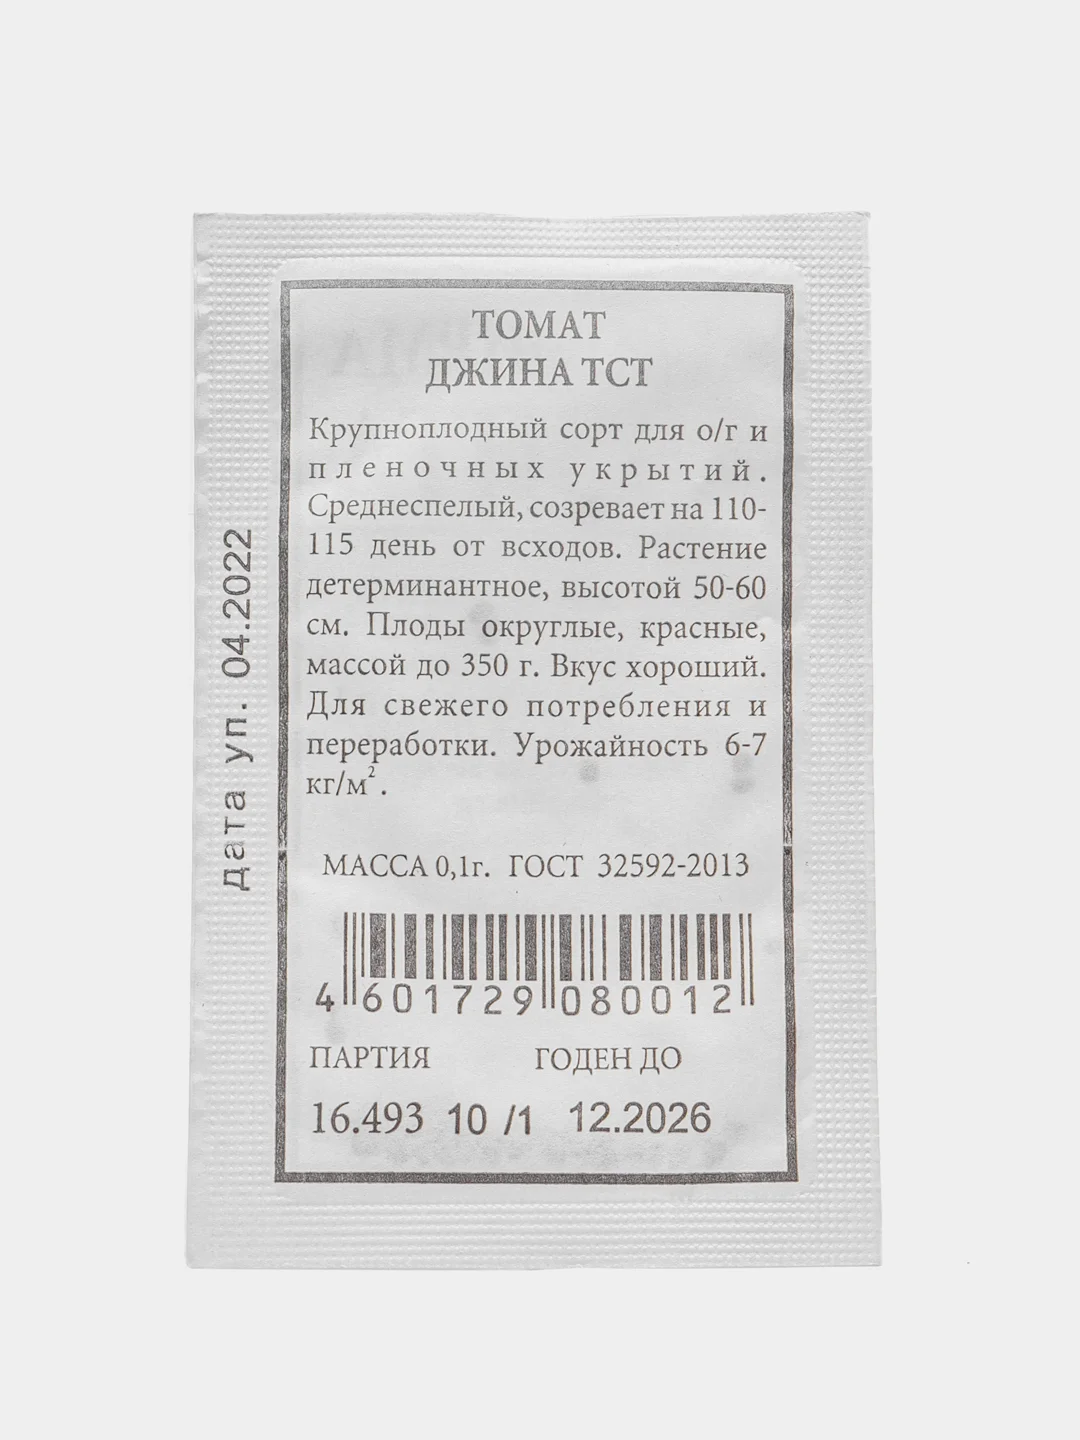 ТОМАТ
ДЖИНА ТСТ
Крупноплодный сорт для о/г и
пленочных укрытий.
Среднеспелый, созревает на 110-
115 день от всходов. Растение
детерминантное, высотой 50-60
см. Плоды округлые, красные,
массой до 350 г. Вкус хороший.
Для свежего потребления и
переработки. Урожайность 6-7
кг/м².
МАССА 0,1г. ГОСТ 32592-2013
4 601729 080012
ПАРТИЯ ГОДЕН ДО
16.493 10 /1 12.2026
дата уп. 04.2022